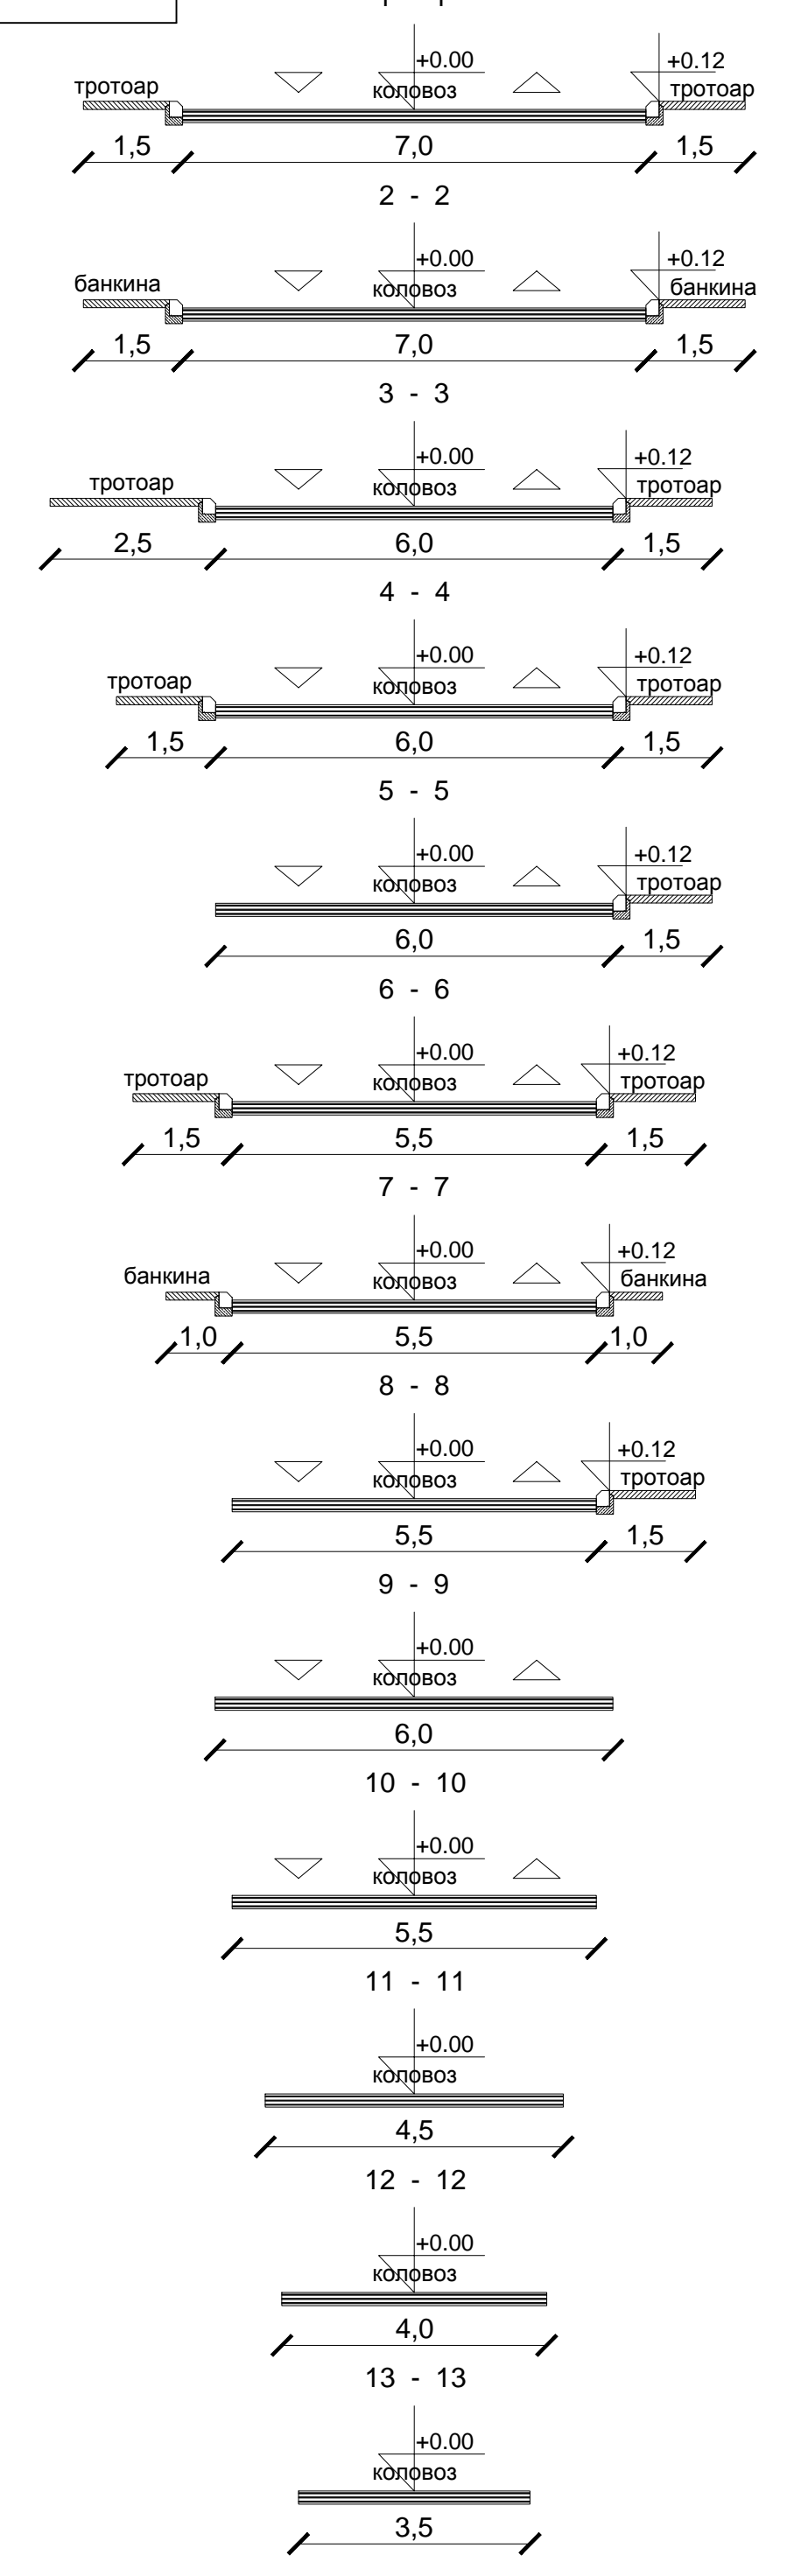 +0.00 +0.12
тротоар коловоз тротоар
1,5 7,0 1,5
2 - 2
+0.00 +0.12
банкина коловоз банкина
1,5 7,0 1,5
3 - 3
+0.00 +0.12
тротоар коловоз тротоар
2,5 6,0 1,5
4 - 4
+0.00 +0.12
тротоар коловоз тротоар
1,5 6,0 1,5
5 - 5
+0.00 +0.12
коловоз тротоар
6,0 1,5
6 - 6
+0.00 +0.12
тротоар коловоз тротоар
1,5 5,5 1,5
7 - 7
+0.00 +0.12
банкина коловоз банкина
1,0 5,5 1,0
8 - 8
+0.00 +0.12
коловоз тротоар
5,5 1,5
9 - 9
+0.00
коловоз
6,0
10 - 10
+0.00
коловоз
5,5
11 - 11
+0.00
коловоз
4,5
12 - 12
+0.00
коловоз
4,0
13 - 13
+0.00
коловоз
3,5